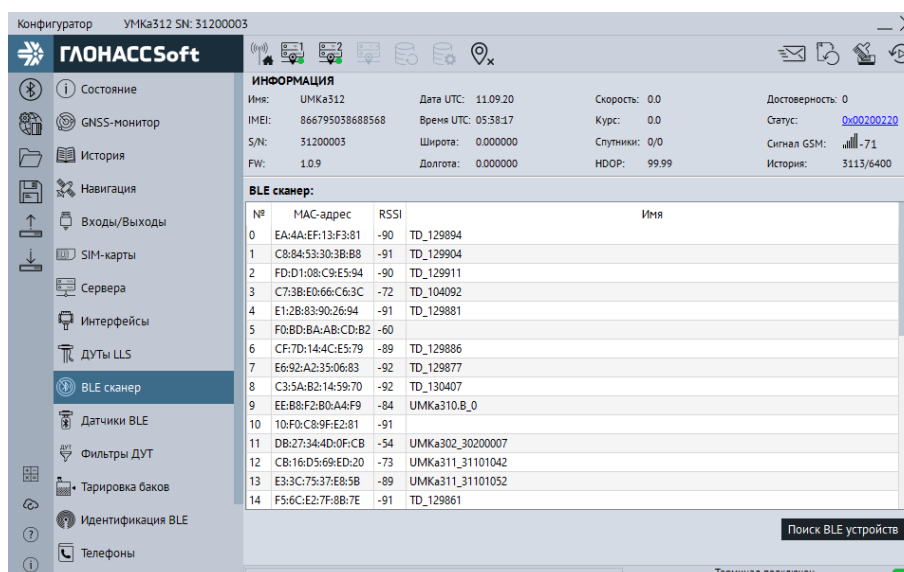 Конфигуратор УМКа312 SN: 31200003
ГЛОНАССSoft
ИНФОРМАЦИЯ
Имя: UMKa312 Дата UTC: 11.09.20 Скорость: 0.0 Достоверность: 0
IMEI: 866795038688568 Время UTC: 05:38:17 Курс: 0.0 Статус: 0x00200220
S/N: 31200003 Широта: 0.000000 Спутники: 0/0 Сигнал GSM: -71
FW: 1.0.9 Долгота: 0.000000 HDOP: 99.99 История: 3113/6400
Состояние
GNSS-монитор
История
Навигация
Входы/Выходы
SIM-карты
Сервера
Интерфейсы
ДУТы LLS
BLE сканер
Датчики BLE
Фильтры ДУТ
Тарировка баков
Идентификация BLE
Телефоны
BLE сканер:
№ MAC-адрес RSSI Имя
0 EA:4A:EF:13:F3:81 -90 TD_129894
1 C8:84:53:30:3B:B8 -91 TD_129904
2 FD:D1:08:C9:E5:94 -90 TD_129911
3 C7:3B:E0:66:C6:3C -72 TD_104092
4 E1:2B:83:90:26:94 -91 TD_129881
5 F0:BD:BA:AB:CD:B2 -60
6 CF:7D:14:4C:E5:79 -89 TD_129886
7 E6:92:A2:35:06:83 -92 TD_129877
8 C3:5A:B2:14:59:70 -92 TD_130407
9 EE:B8:F2:B0:A4:F9 -84 UMKa310.B_0
10 10:F0:C8:9F:E2:81 -91
11 DB:27:34:4D:0F:CB -54 UMKa302_30200007
12 CB:16:D5:69:ED:20 -73 UMKa311_31101042
13 E3:3C:75:37:E8:5B -89 UMKa311_31101052
14 F5:6C:E2:7F:8B:7E -91 TD_129861
Поиск BLE устройств